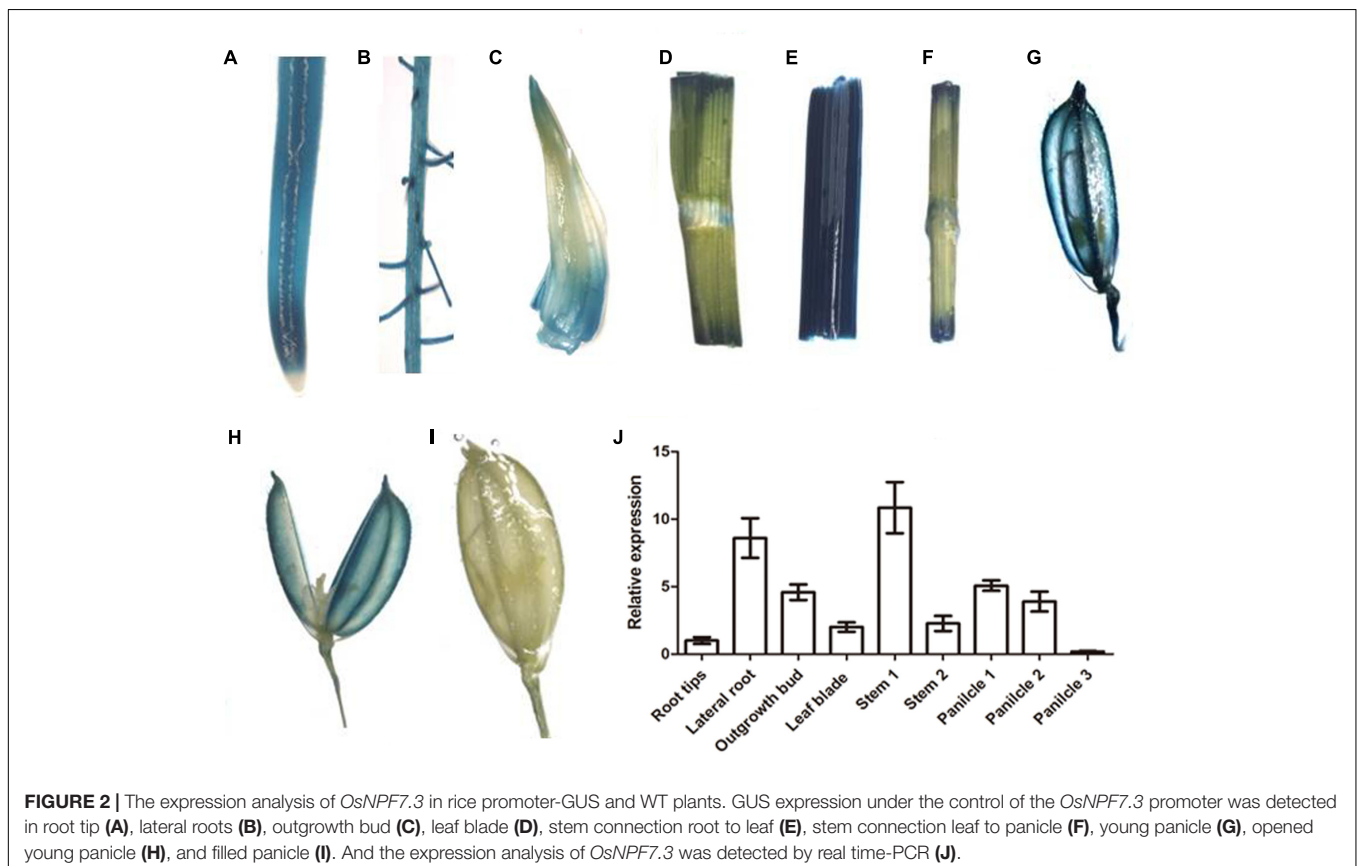 A
B
C
D
E
F
G
H
I
J
15
10
5
0
Relative expression
Root tips
Lateral root
Outgrowth bud
Leaf blade
Stem 1
Stem 2
Panilcle 1
Panilcle 2
Panilcle 3
FIGURE 2 | The expression analysis of OsNPF7.3 in rice promoter-GUS and WT plants. GUS expression under the control of the OsNPF7.3 promoter was detected
in root tip (A), lateral roots (B), outgrowth bud (C), leaf blade (D), stem connection root to leaf (E), stem connection leaf to panicle (F), young panicle (G), opened
young panicle (H), and filled panicle (I). And the expression analysis of OsNPF7.3 was detected by real time-PCR (J).